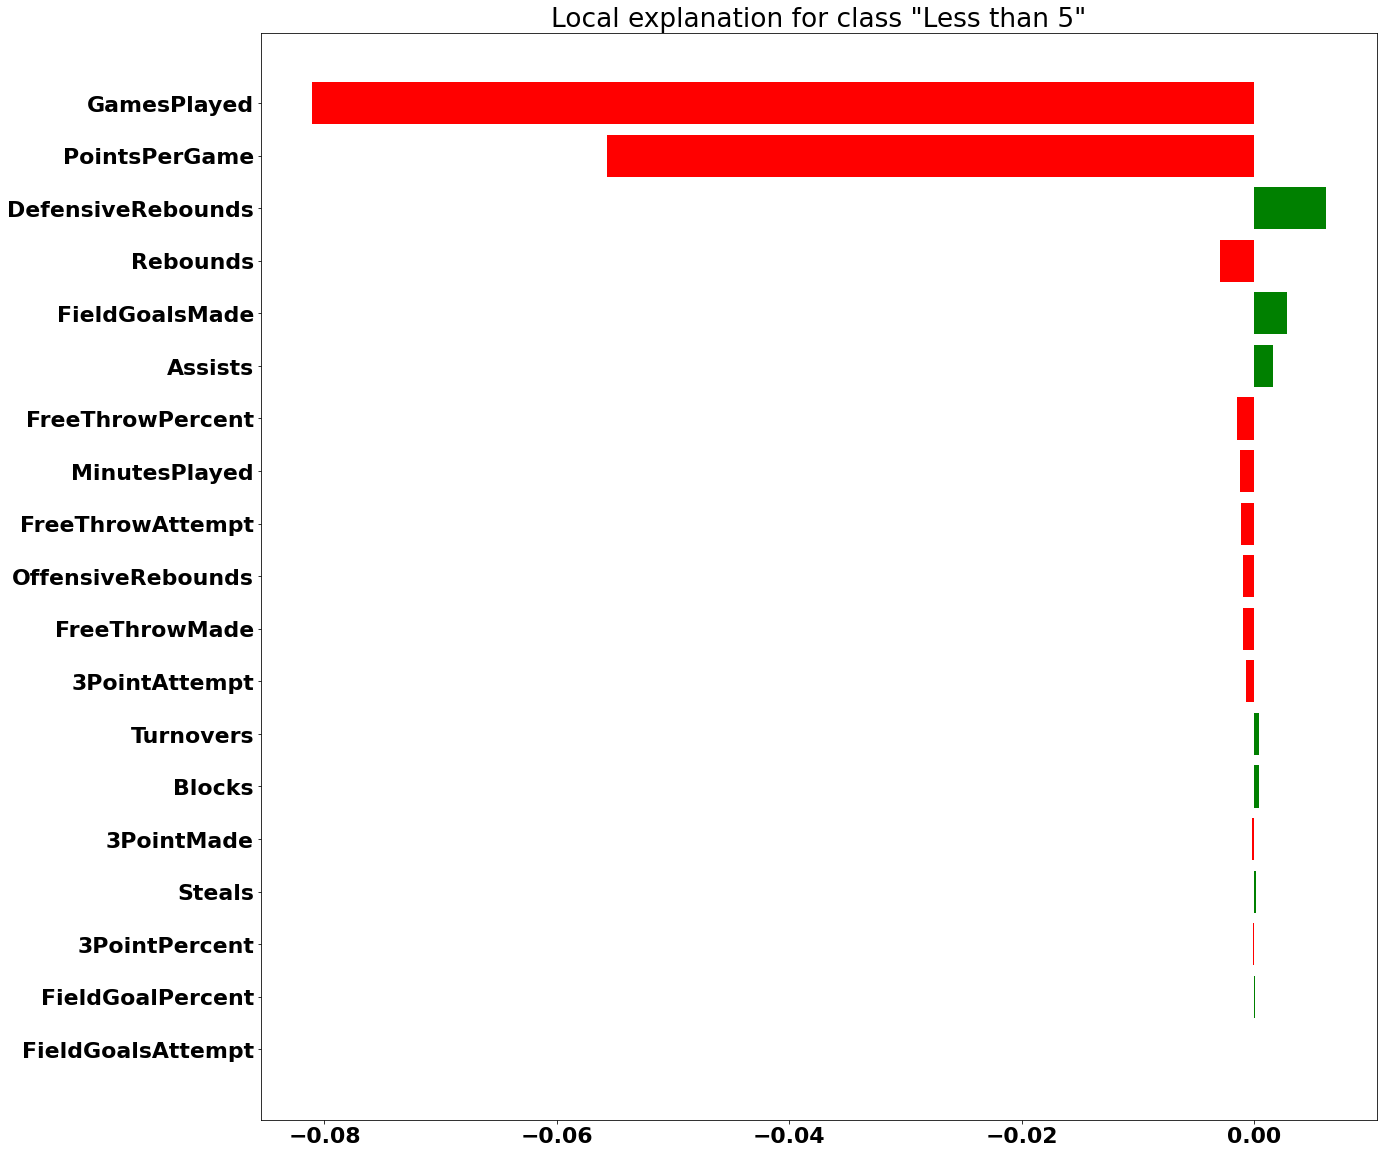 Local explanation for class "Less than 5"
GamesPlayed
PointsPerGame
DefensiveRebounds
Rebounds
FieldGoalsMade
Assists
FreeThrowPercent
MinutesPlayed
FreeThrowAttempt
OffensiveRebounds
FreeThrowMade
3PointAttempt
Turnovers
Blocks
3PointMade
Steals
3PointPercent
FieldGoalPercent
FieldGoalsAttempt
−0.08 −0.06 −0.04 −0.02 0.00